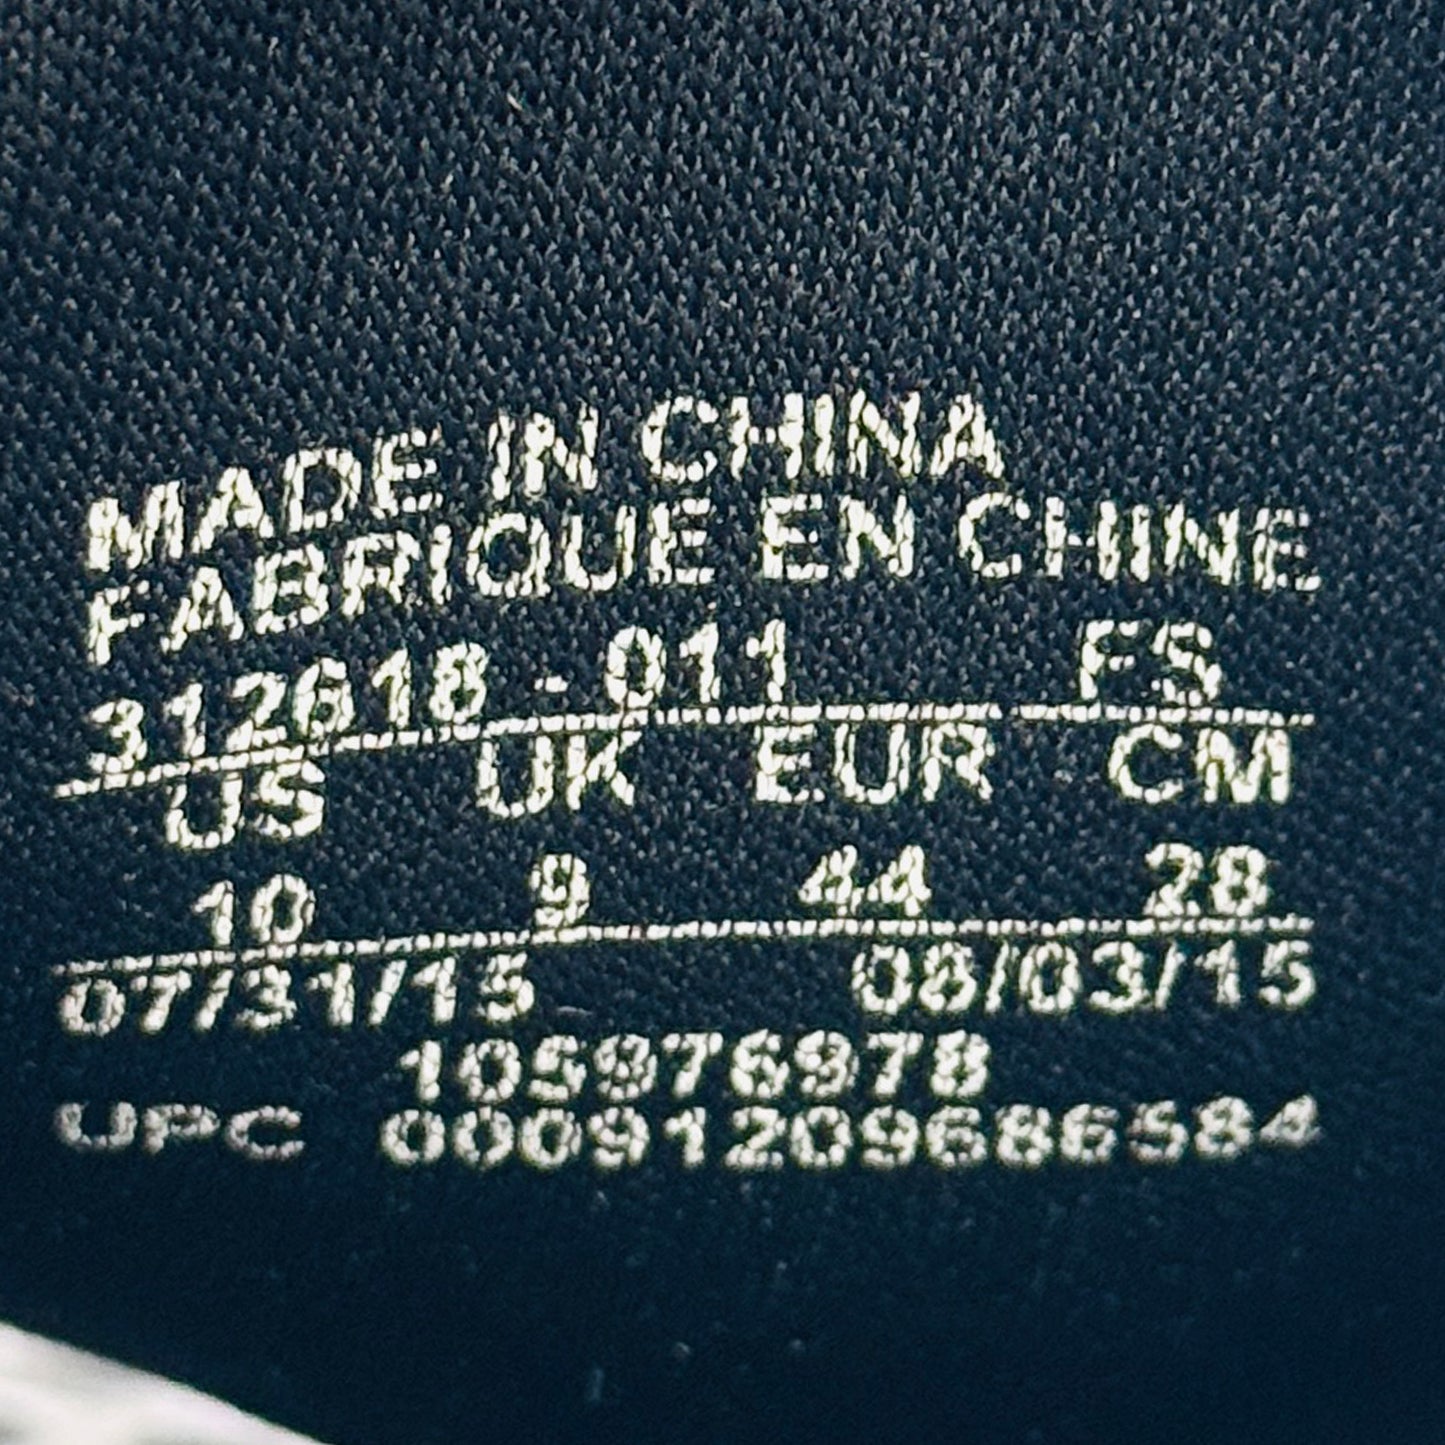 MADE IN CHINA
FABRIQUE EN CHINE
312618 - 011 FS
US UK EUR CM
10 9 44 28
07/31/15 08/03/15
105976978
UPC 00091209686584